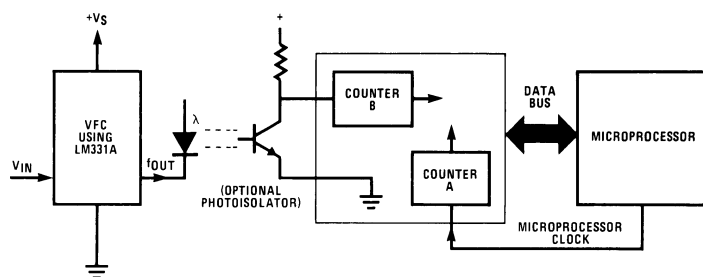 +VS
VFC
USING
LM331A
VIN
fOUT
λ
(OPTIONAL
PHOTOISOLATOR)
+
COUNTER
B
COUNTER
A
DATA
BUS
MICROPROCESSOR
MICROPROCESSOR
CLOCK